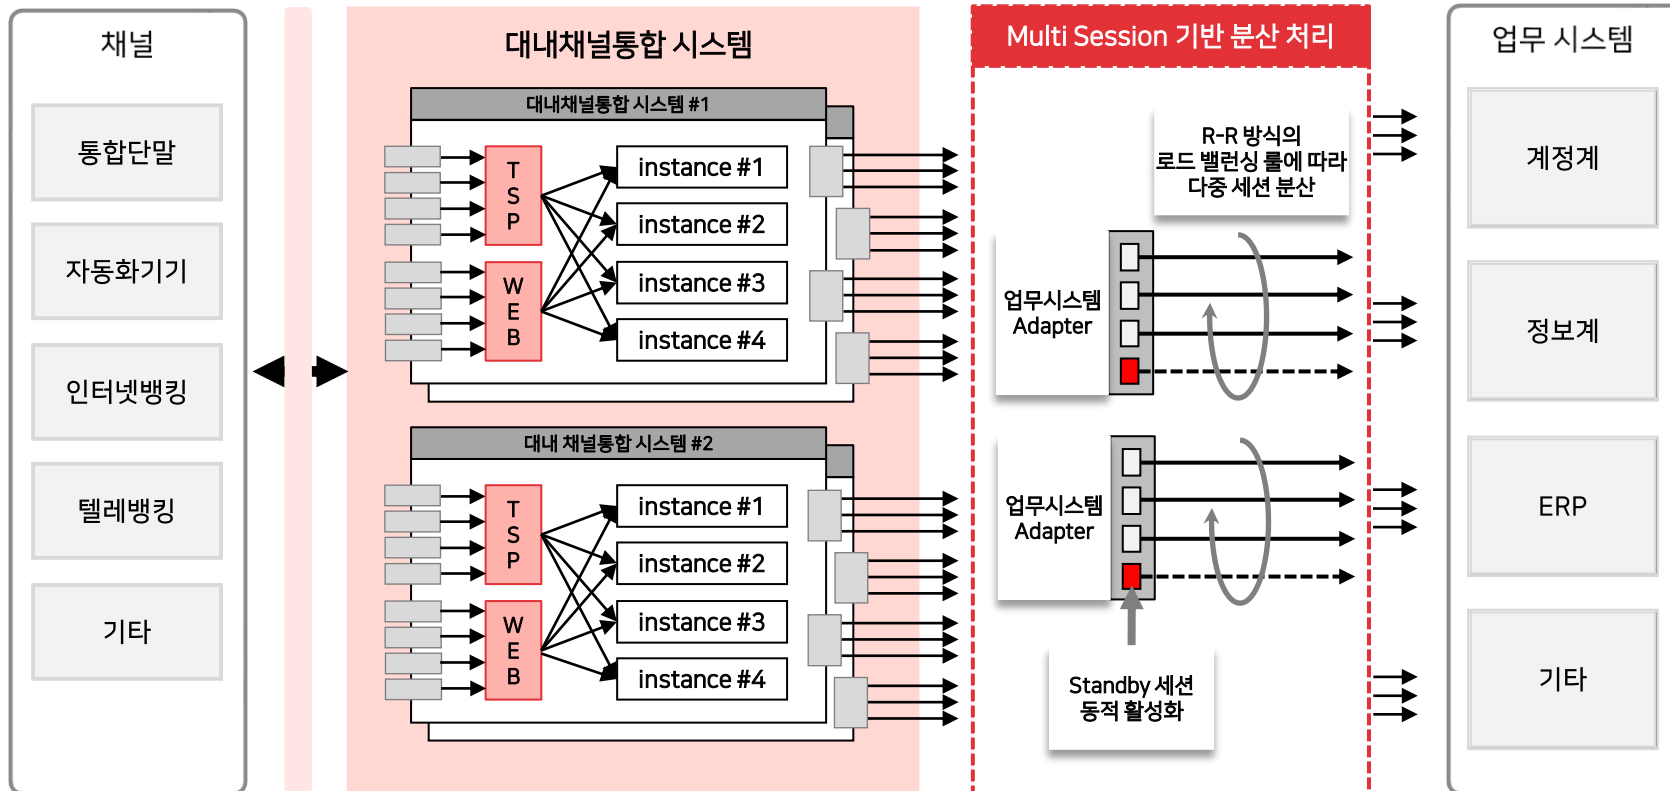 채널
통합단말
자동화기기
인터넷뱅킹
텔레뱅킹
기타
대내채널통합 시스템
대내채널통합 시스템 #1
T
S
P
W
E
B
instance #1
instance #2
instance #3
instance #4
대내 채널통합 시스템 #2
T
S
P
W
E
B
instance #1
instance #2
instance #3
instance #4
Multi Session 기반 분산 처리
R-R 방식의
로드 밸런싱 룰에 따라
다중 세션 분산
업무시스템
Adapter
업무시스템
Adapter
Standby 세션
동적 활성화
업무 시스템
계정계
정보계
ERP
기타